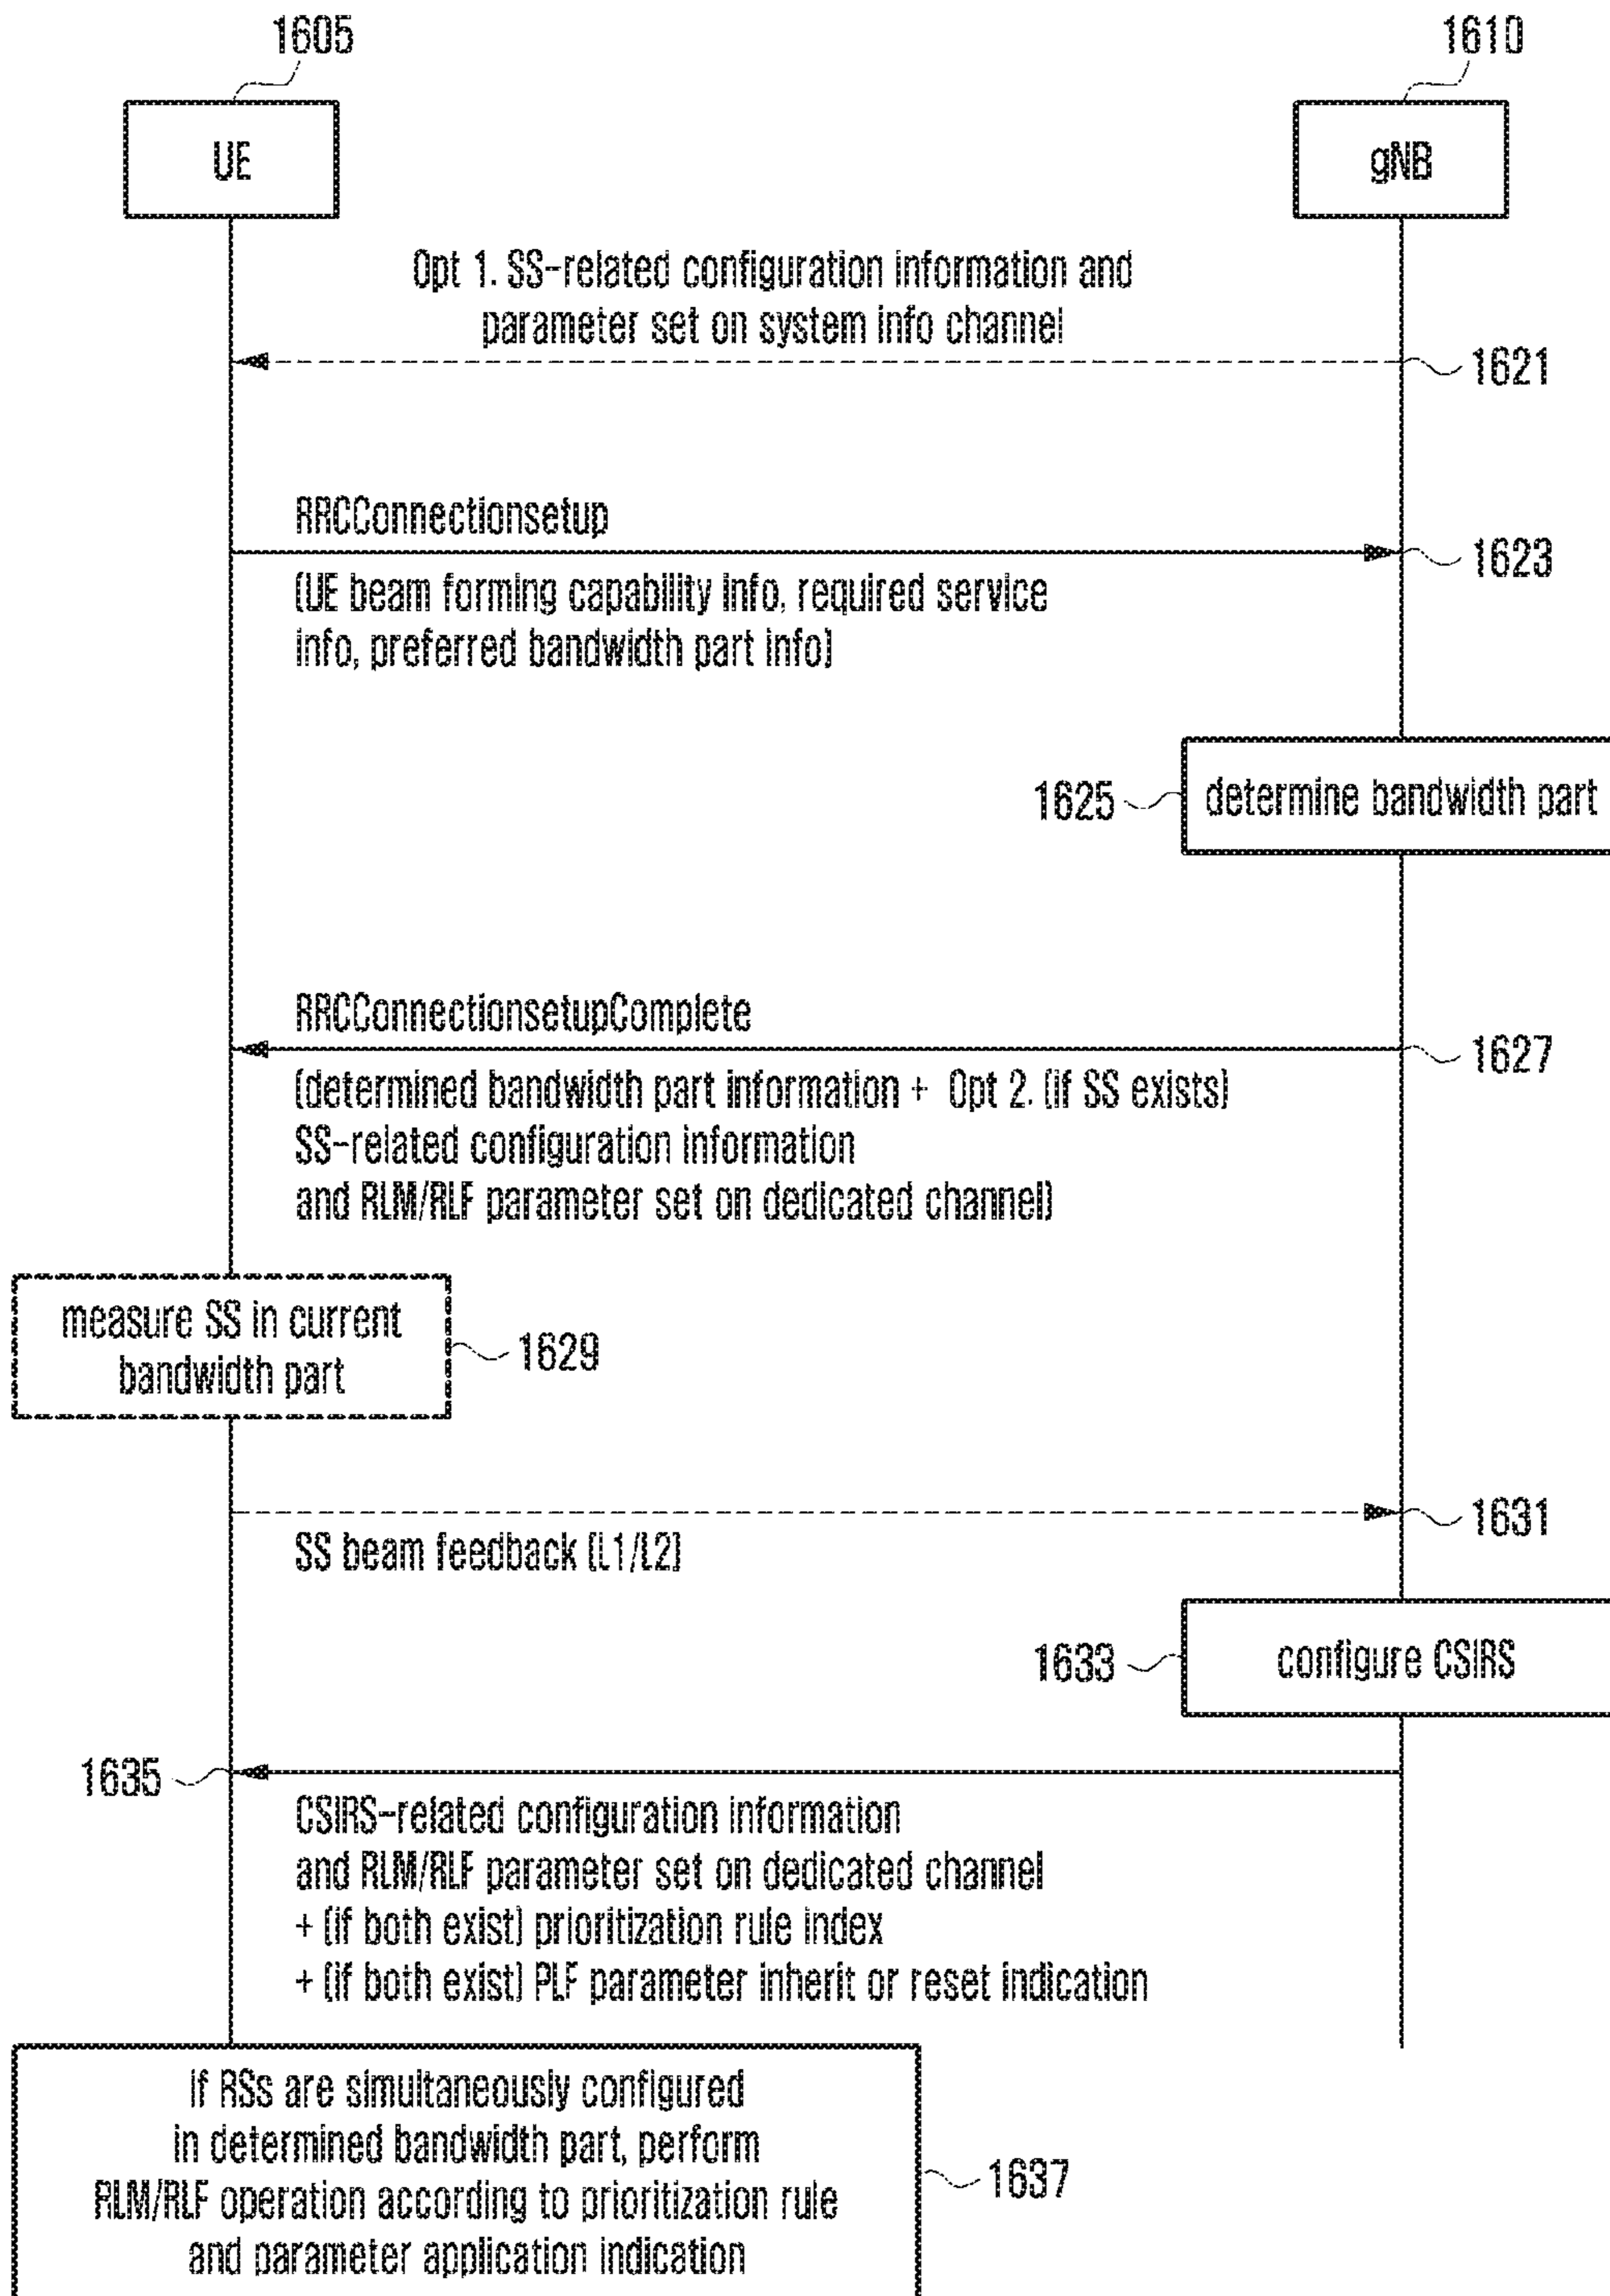 1605
1610
UE
gNB
Opt 1. SS-related configuration information and
parameter set on system info channel
1621
RRCConnectionsetup
1623
(UE beam forming capability info, required service
info, preferred bandwidth part info)
1625
determine bandwidth part
RRCConnectionsetupComplete
1627
(determined bandwidth part information + Opt 2. (if SS exists)
SS-related configuration information
and RLM/RLF parameter set on dedicated channel)
measure SS in current
bandwidth part
1629
1631
SS beam feedback (L1/L2)
1633
configure CSIRS
1635
CSIRS-related configuration information
and RLM/RLF parameter set on dedicated channel
+ (if both exist) prioritization rule index
+ (if both exist) PLF parameter inherit or reset indication
if RSs are simultaneously configured
in determined bandwidth part, perform
RLM/RLF operation according to prioritization rule
and parameter application indication
1637